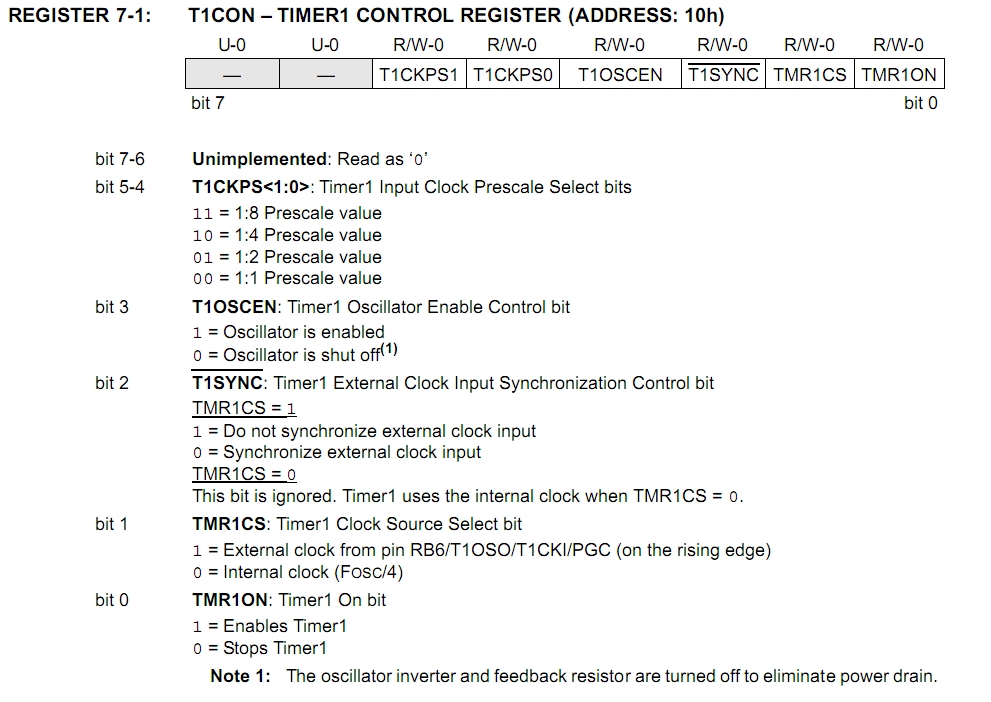 REGISTER 7-1: T1CON – TIMER1 CONTROL REGISTER (ADDRESS: 10h)
U-0 U-0 R/W-0 R/W-0 R/W-0 R/W-0 R/W-0 R/W-0
— — T1CKPS1 T1CKPS0 T1OSCEN T1SYNC TMR1CS TMR1ON
bit 7 bit 0
bit 7-6 Unimplemented: Read as ‘0’
bit 5-4 T1CKPS<1:0>: Timer1 Input Clock Prescale Select bits
11 = 1:8 Prescale value
10 = 1:4 Prescale value
01 = 1:2 Prescale value
00 = 1:1 Prescale value
bit 3 T1OSCEN: Timer1 Oscillator Enable Control bit
1 = Oscillator is enabled
0 = Oscillator is shut off(1)
bit 2 T1SYNC: Timer1 External Clock Input Synchronization Control bit
TMR1CS = 1
1 = Do not synchronize external clock input
0 = Synchronize external clock input
TMR1CS = 0
This bit is ignored. Timer1 uses the internal clock when TMR1CS = 0.
bit 1 TMR1CS: Timer1 Clock Source Select bit
1 = External clock from pin RB6/T1OSO/T1CKI/PGC (on the rising edge)
0 = Internal clock (FOSC/4)
bit 0 TMR1ON: Timer1 On bit
1 = Enables Timer1
0 = Stops Timer1
Note 1: The oscillator inverter and feedback resistor are turned off to eliminate power drain.